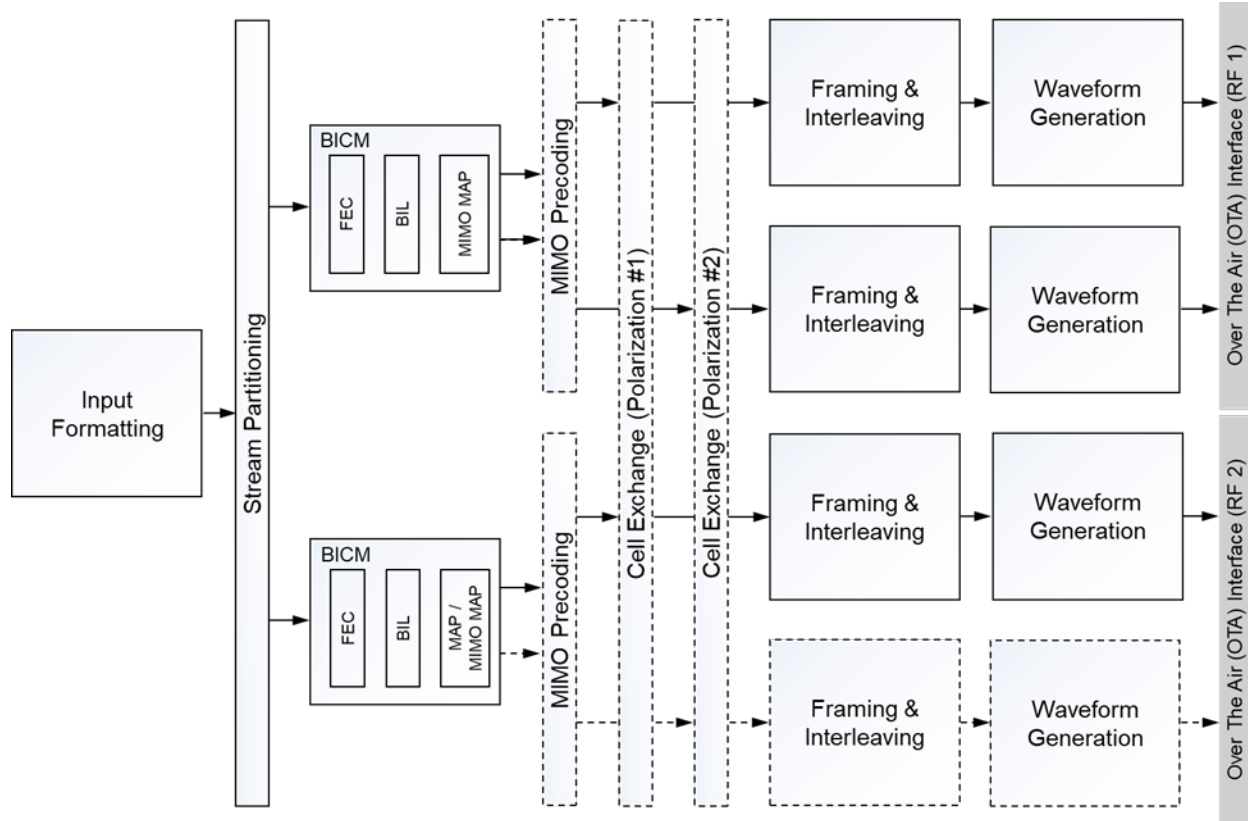 Input
Formatting
Stream Partitioning
BICM
FEC
BIL
MIMO MAP
BICM
FEC
BIL
MAP /
MIMO MAP
MIMO Precoding
MIMO Precoding
Cell Exchange (Polarization #1)
Cell Exchange (Polarization #2)
Framing &
Interleaving
Waveform
Generation
Framing &
Interleaving
Waveform
Generation
Framing &
Interleaving
Waveform
Generation
Framing &
Interleaving
Waveform
Generation
Over The Air (OTA) Interface (RF 1)
Over The Air (OTA) Interface (RF 2)